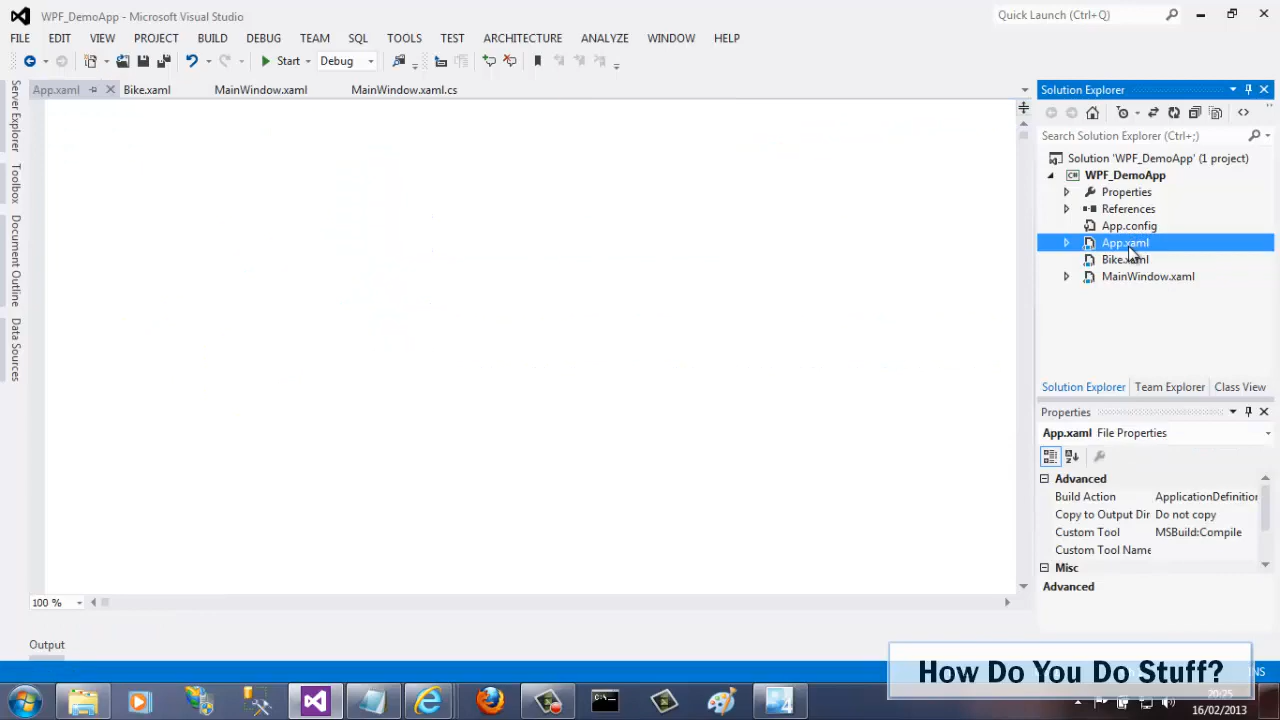 WPF_DemoApp - Microsoft Visual Studio
Quick Launch (Ctrl+Q)
FILE EDIT VIEW PROJECT BUILD DEBUG TEAM SQL TOOLS TEST ARCHITECTURE ANALYZE WINDOW HELP
Start Debug
App.xaml Bike.xaml MainWindow.xaml MainWindow.xaml.cs
Server Explorer
Toolbox
Document Outline
Data Sources
Solution Explorer
Search Solution Explorer (Ctrl+;)
Solution 'WPF_DemoApp' (1 project)
WPF_DemoApp
Properties
References
App.config
App.xaml
Bike.xaml
MainWindow.xaml
Solution Explorer Team Explorer Class View
Properties
App.xaml File Properties
Advanced
Build Action ApplicationDefinition
Copy to Output Dir Do not copy
Custom Tool MSBuild:Compile
Custom Tool Name
Misc
Advanced
100 %
Output
How Do You Do Stuff?
INS
20:25
16/02/2013